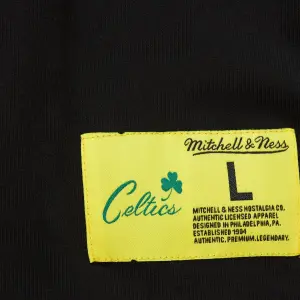 Mitchell & Ness
Celtics
L
MITCHELL & NESS NOSTALGIA CO.
AUTHENTIC LICENSED APPAREL
DESIGNED IN PHILADELPHIA, PA
ESTABLISHED 1904
AUTHENTIC. PREMIUM. LEGENDARY.